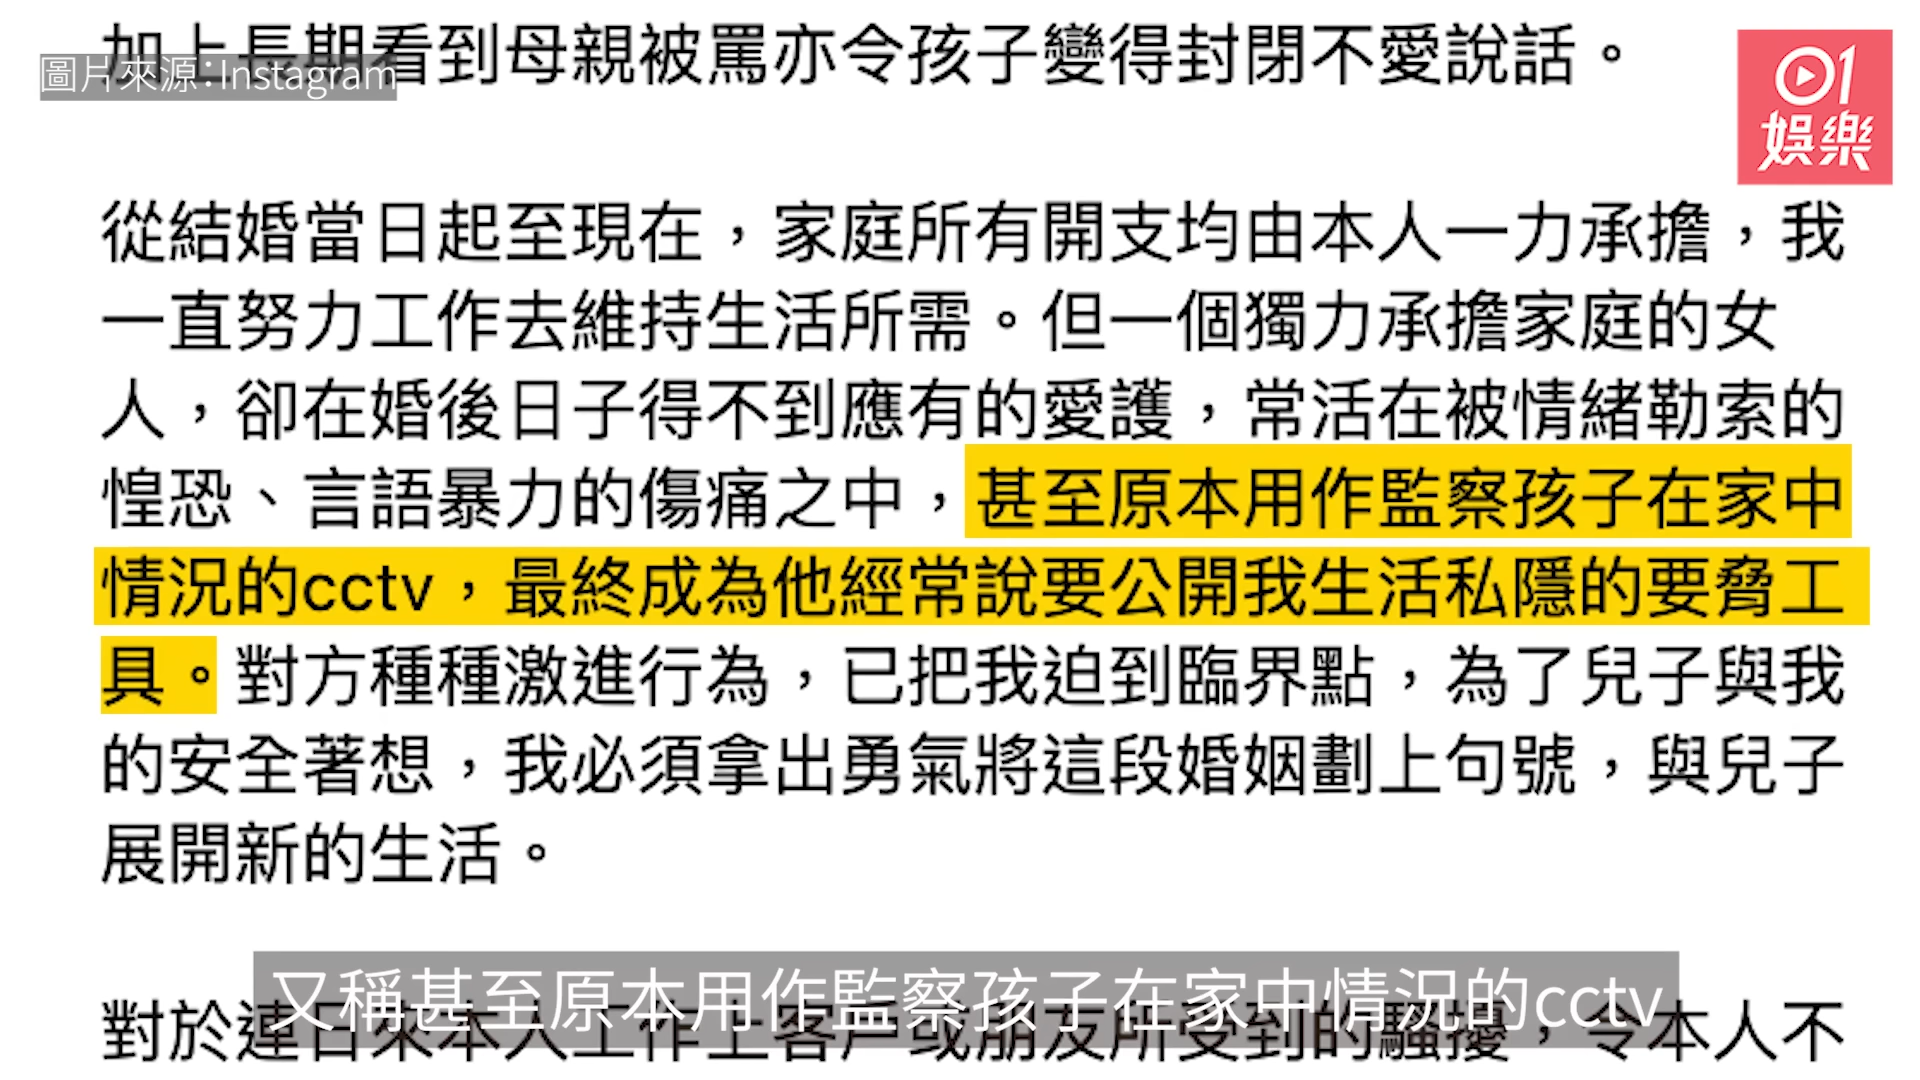 加上長期看到母親被罵亦令孩子變得封閉不愛說話。
圖片來源：Instagram
01
娛樂
從結婚當日起至現在，家庭所有開支均由本人一力承擔，我
一直努力工作去維持生活所需。但一個獨力承擔家庭的女
人，卻在婚後日子得不到應有的愛護，常活在被情緒勒索的
惶恐、言語暴力的傷痛之中，甚至原本用作監察孩子在家中
情況的cctv，最終成為他經常說要公開我生活私隱的要脅工
具。對方種種激進行為，已把我迫到臨界點，為了兒子與我
的安全著想，我必須拿出勇氣將這段婚姻劃上句號，與兒子
展開新的生活。
又稱甚至原本用作監察孩子在家中情況的cctv
對於連日來本人工作上客戶或朋友所受到的騷擾，令本人不